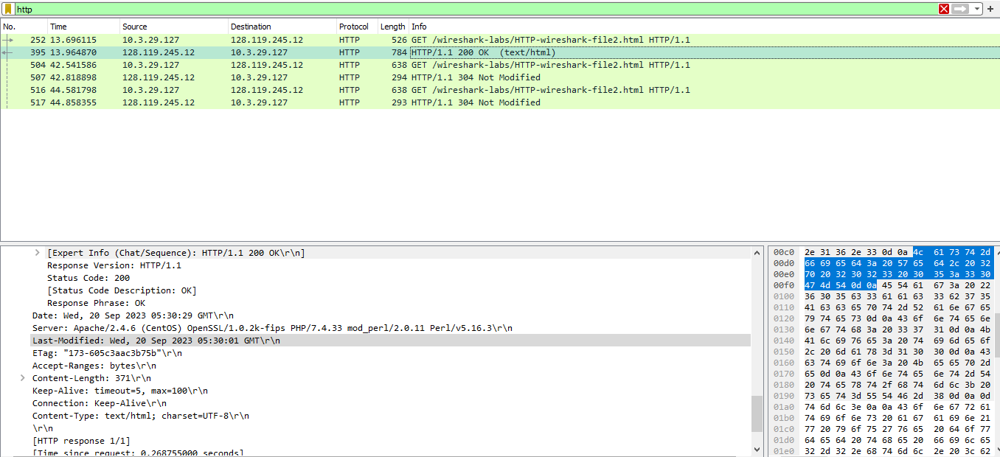 http
No. Time Source Destination Protocol Length Info
252 13.696115 10.3.29.127 128.119.245.12 HTTP 526 GET /wireshark-labs/HTTP-wireshark-file2.html HTTP/1.1
395 13.964870 128.119.245.12 10.3.29.127 HTTP 784 HTTP/1.1 200 OK  (text/html)
504 42.541586 10.3.29.127 128.119.245.12 HTTP 638 GET /wireshark-labs/HTTP-wireshark-file2.html HTTP/1.1
507 42.818898 128.119.245.12 10.3.29.127 HTTP 294 HTTP/1.1 304 Not Modified
516 44.581798 10.3.29.127 128.119.245.12 HTTP 638 GET /wireshark-labs/HTTP-wireshark-file2.html HTTP/1.1
517 44.858355 128.119.245.12 10.3.29.127 HTTP 293 HTTP/1.1 304 Not Modified
[Expert Info (Chat/Sequence): HTTP/1.1 200 OK\r\n]
Response Version: HTTP/1.1
Status Code: 200
[Status Code Description: OK]
Response Phrase: OK
Date: Wed, 20 Sep 2023 05:30:29 GMT\r\n
Server: Apache/2.4.6 (CentOS) OpenSSL/1.0.2k-fips PHP/7.4.33 mod_perl/2.0.11 Perl/v5.16.3\r\n
Last-Modified: Wed, 20 Sep 2023 05:30:01 GMT\r\n
ETag: "173-605c3aac3b75b"\r\n
Accept-Ranges: bytes\r\n
Content-Length: 371\r\n
Keep-Alive: timeout=5, max=100\r\n
Connection: Keep-Alive\r\n
Content-Type: text/html; charset=UTF-8\r\n
\r\n
[HTTP response 1/1]
[Time since request: 0.268755000 seconds]
00c0 2e 31 36 2e 33 0d 0a 4c 61 73 74 2d
00d0 66 69 65 64 3a 20 57 65 64 2c 20 32
00e0 70 20 32 30 32 33 20 30 35 3a 33 30
00f0 47 4d 54 0d 0a 45 54 61 67 3a 20 22
0100 36 30 35 63 33 61 61 63 33 62 37 35
0110 41 63 63 65 70 74 2d 52 61 6e 67 65
0120 79 74 65 73 0d 0a 43 6f 6e 74 65 6e
0130 6e 67 74 68 3a 20 33 37 31 0d 0a 4b
0140 41 6c 69 76 65 3a 20 74 69 6d 65 6f
0150 2c 20 6d 61 78 3d 31 30 30 0d 0a 43
0160 63 74 69 6f 6e 3a 20 4b 65 65 70 2d
0170 65 0d 0a 43 6f 6e 74 65 6e 74 2d 54
0180 20 74 65 78 74 2f 68 74 6d 6c 3b 20
0190 73 65 74 3d 55 54 46 2d 38 0d 0a 0d
01a0 74 6d 6c 3e 0a 0a 43 6f 6e 67 72 61
01b0 74 69 6f 6e 73 20 61 67 61 69 6e 21
01c0 77 20 79 6f 75 27 76 65 20 64 6f 77
01d0 64 65 64 20 74 68 65 20 66 69 6c 65
01e0 32 2d 32 2e 68 74 6d 6c 2e 20 3c 62